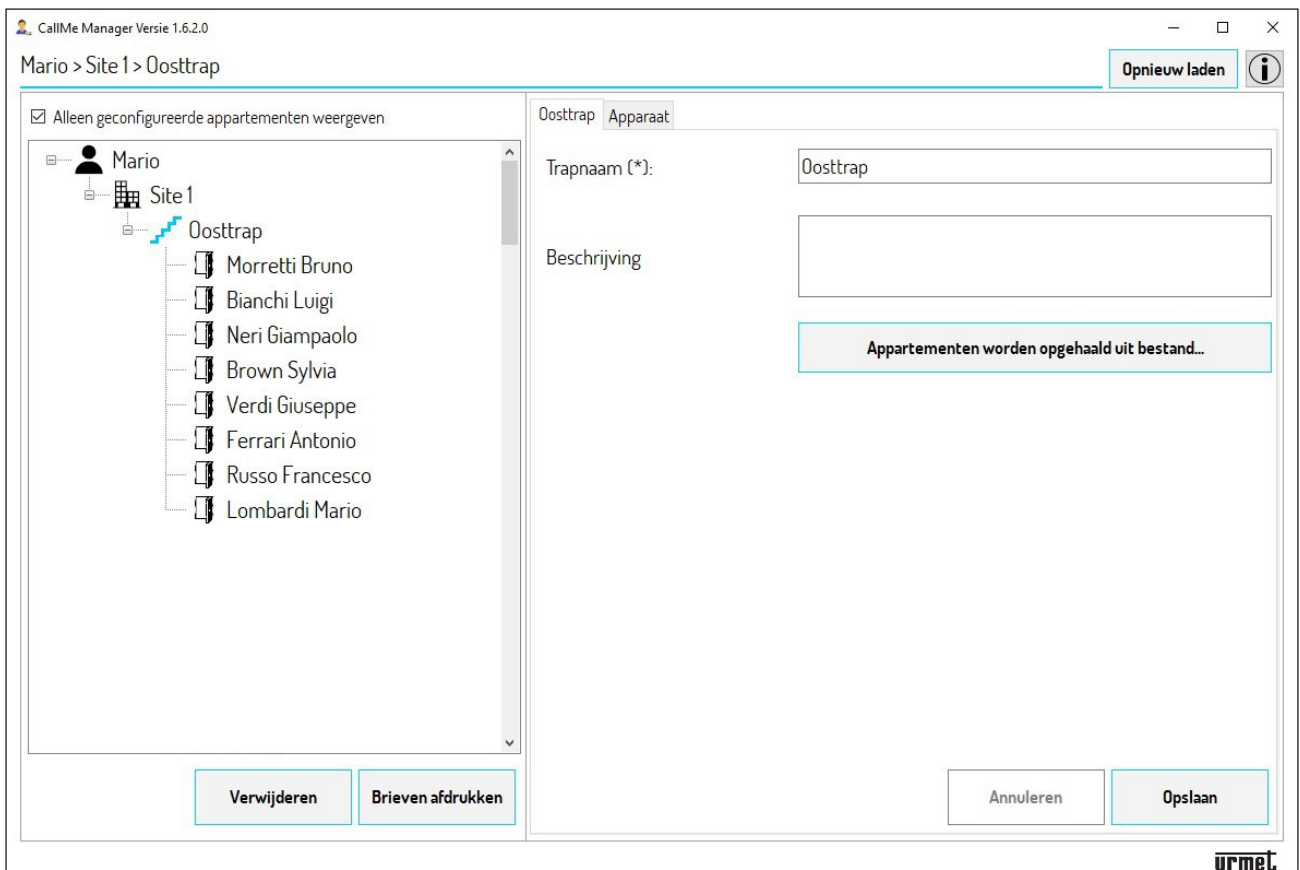 CallMe Manager Versie 1.6.2.0
Mario > Site 1 > Oosttrap
Opnieuw laden
Alleen geconfigureerde appartementen weergeven
Mario
Site 1
Oosttrap
Morretti Bruno
Bianchi Luigi
Neri Giampaolo
Brown Sylvia
Verdi Giuseppe
Ferrari Antonio
Russo Francesco
Lombardi Mario
Verwijderen
Brieven afdrukken
Oosttrap
Apparaat
Trapnaam (*):
Oosttrap
Beschrijving
Appartementen worden opgehaald uit bestand...
Annuleren
Opslaan
urmet